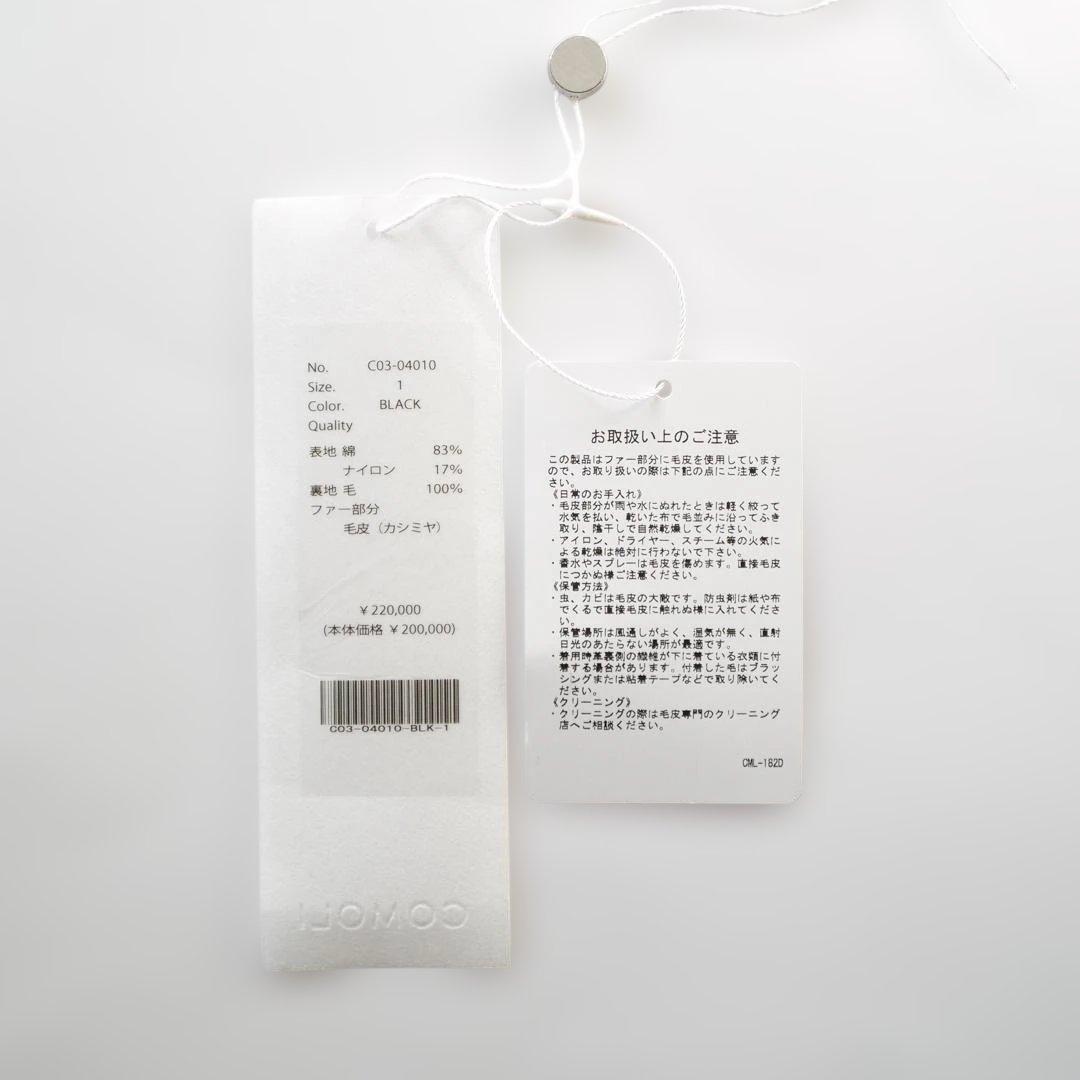 No. C03-04010
Size. 1
Color. BLACK
Quality
表地 綿 83%
ナイロン 17%
裏地 毛 100%
ファー部分
毛皮（カシミヤ）
¥220,000
(本体価格 ¥200,000)
C03-04010-BLK-1
COMOLI
お取扱い上のご注意
この製品はファー部分に毛皮を使用しています
ので、お取り扱いの際は下記の点にご注意くだ
さい。
《日常のお手入れ》
・毛皮部分が雨や水にぬれたときは軽く絞って
水気を払い、乾いた布で毛並みに沿ってふき
取り、陰干しで自然乾燥してください。
・アイロン、ドライヤー、スチーム等の火気に
よる乾燥は絶対に行わないで下さい。
・香水やスプレーは毛皮を傷めます。直接毛皮
につかぬ様ご注意ください。
《保管方法》
・虫、カビは毛皮の大敵です。防虫剤は紙や布
でくるで直接毛皮に触れぬ様に入れてくださ
い。
・保管場所は風通しがよく、湿気が無く、直射
日光のあたらない場所が最適です。
・着用時革裏側の繊維が下に着ている衣類に付
着する場合があります。付着した毛はブラッ
シングまたは粘着テープなどで取り除いてく
ださい。
《クリーニング》
・クリーニングの際は毛皮専門のクリーニング
店へご相談ください。
CML-182D